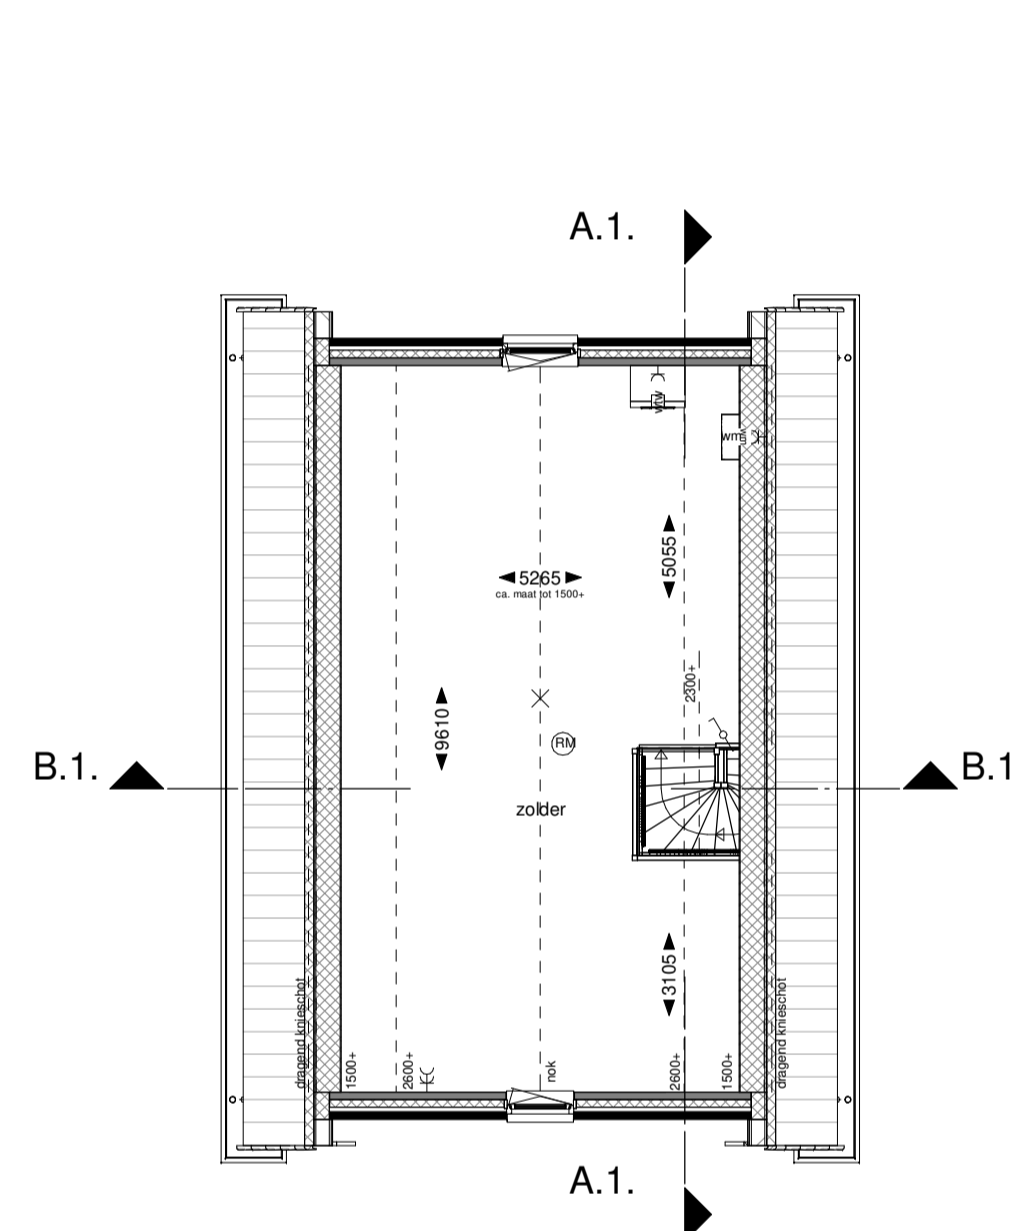 A.1.
wtw
wm
5055
5265
ca. maat tot 1500+
2300+
9610
RM
B.1.
B.1
zolder
3105
dragend knieschot
dragend knieschot
1500+
2600+
nok
2600+
1500+
A.1.